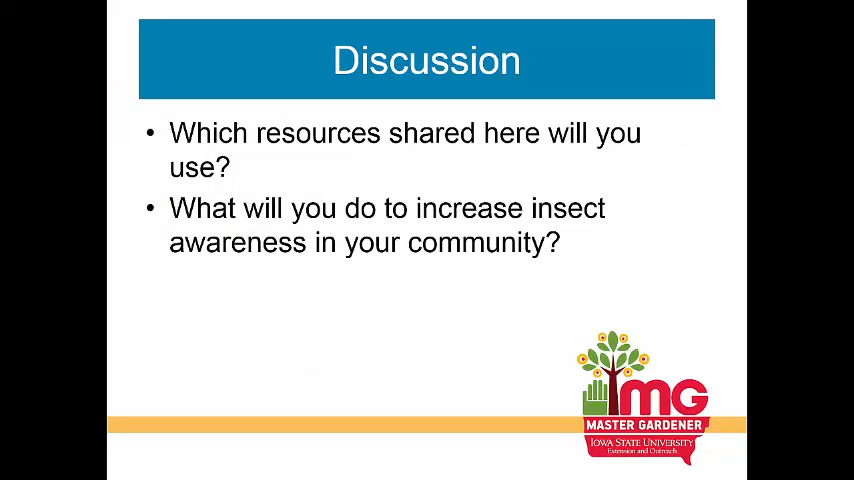 Discussion
• Which resources shared here will you
use?
• What will you do to increase insect
awareness in your community?
MG
MASTER GARDENER
IOWA STATE UNIVERSITY
Extension and Outreach